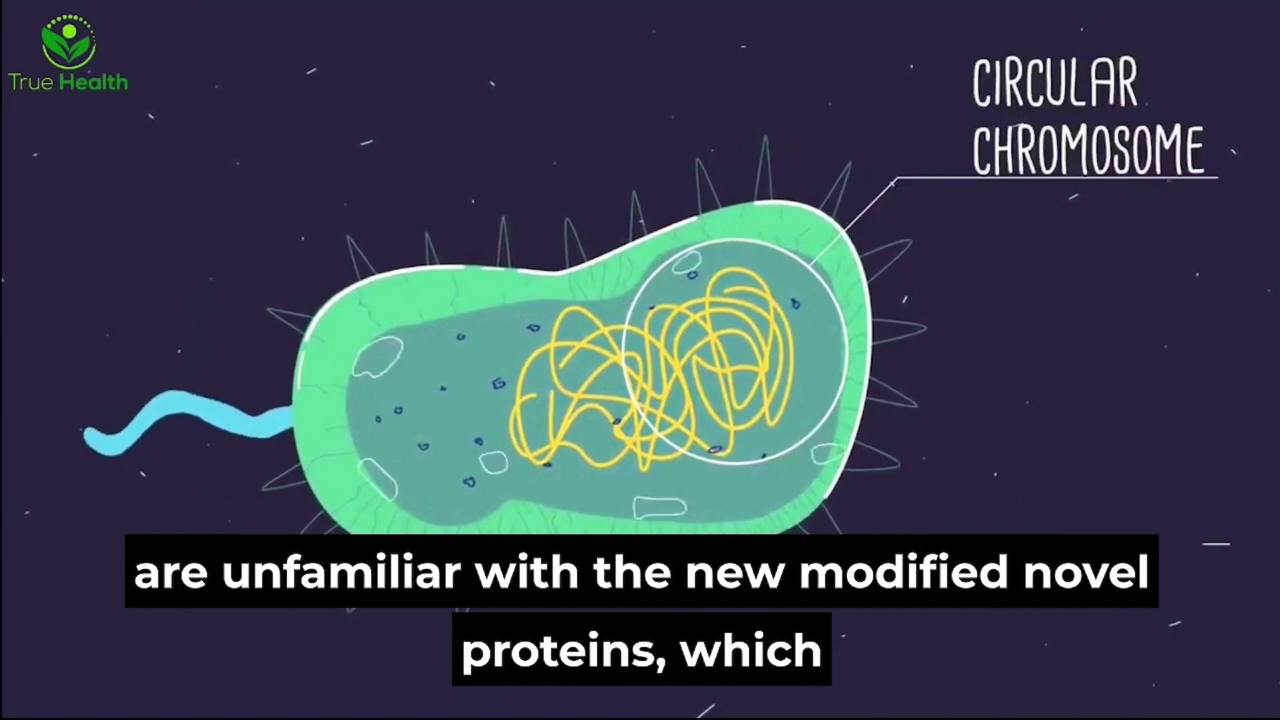 True Health
CIRCULAR
CHROMOSOME
are unfamiliar with the new modified novel
proteins, which